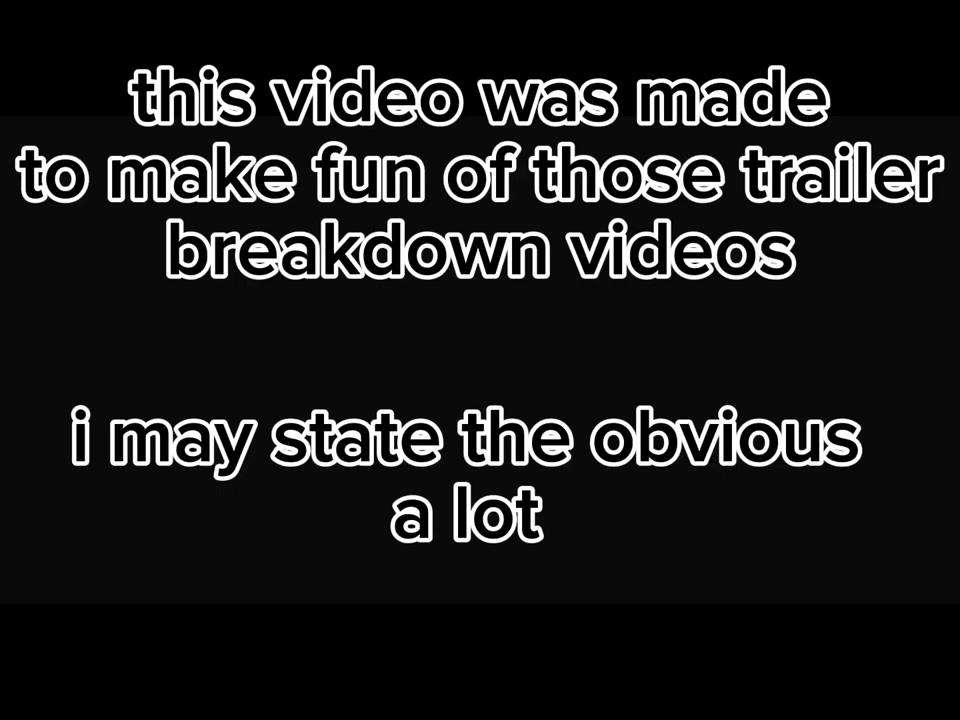 this video was made
to make fun of those trailer
breakdown videos
i may state the obvious
a lot